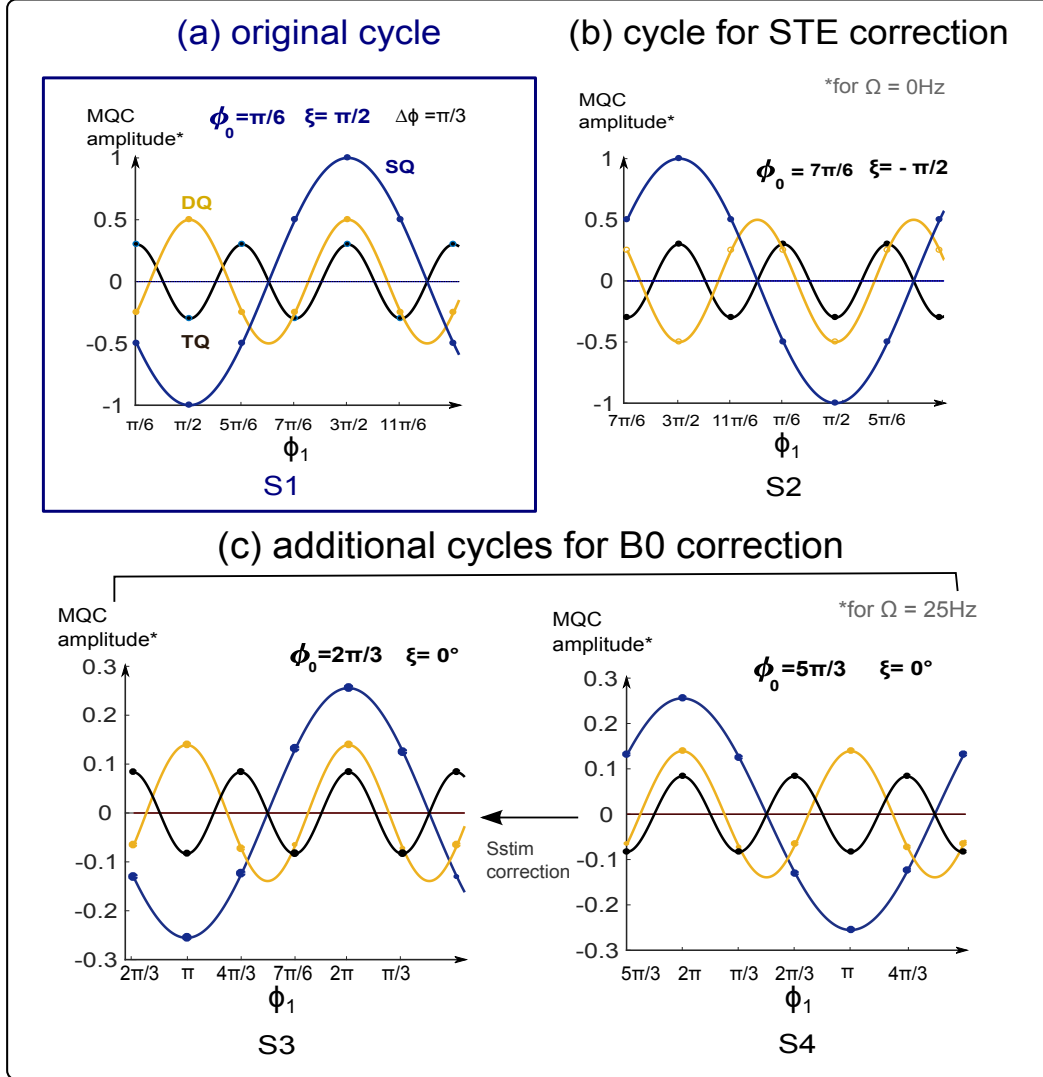 (a) original cycle
MQC
amplitude*
ϕ₀=π/6 ξ= π/2 Δϕ =π/3
1
0.5
0
-0.5
-1
SQ
DQ
TQ
π/6 π/2 5π/6 7π/6 3π/2 11π/6
ϕ₁
S1
(b) cycle for STE correction
*for Ω = 0Hz
MQC
amplitude*
ϕ₀ = 7π/6 ξ= - π/2
1
0.5
0
-0.5
-1
7π/6 3π/2 11π/6 π/6 π/2 5π/6
ϕ₁
S2
(c) additional cycles for B0 correction
MQC
amplitude*
ϕ₀=2π/3 ξ= 0°
0.3
0.2
0.1
0
-0.1
-0.2
-0.3
2π/3 π 4π/3 7π/6 2π π/3
ϕ₁
S3
Sstim
correction
*for Ω = 25Hz
MQC
amplitude*
ϕ₀=5π/3 ξ= 0°
0.3
0.2
0.1
0
-0.1
-0.2
-0.3
5π/3 2π π/3 2π/3 π 4π/3
ϕ₁
S4